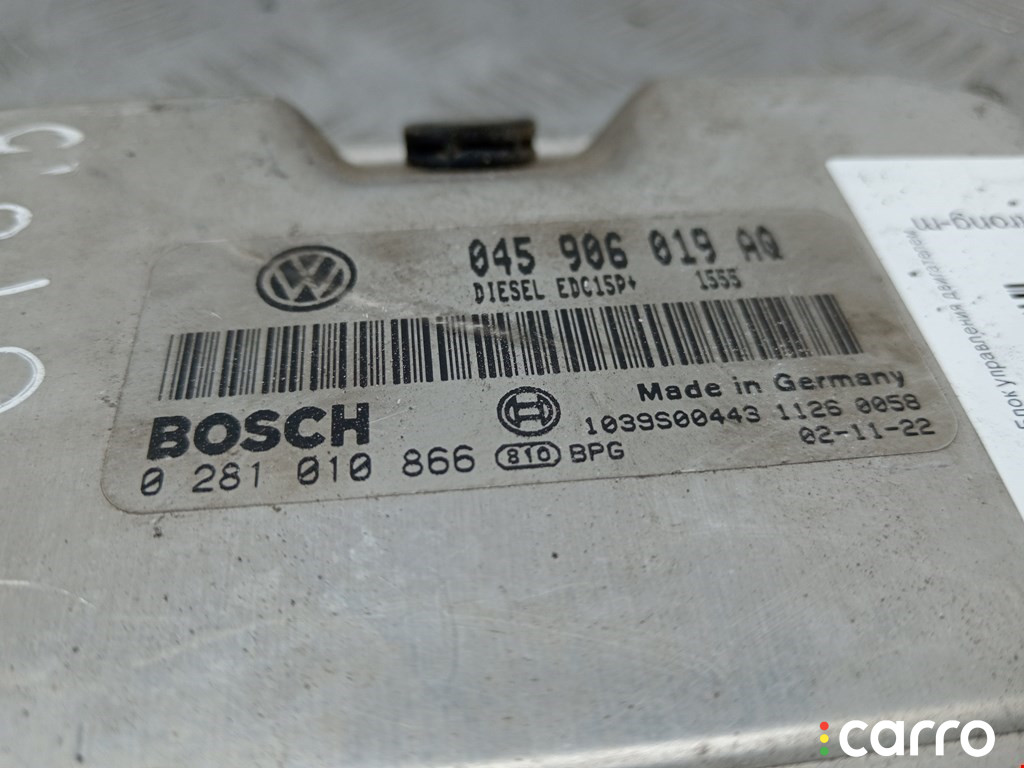 045 906 019 AQ
DIESEL EDC15P+ 1555
Made in Germany
BOSCH
1039S00443 1126 0058
0 281 010 866 810 BPG
02-11-22
rong-m
Блок управления двигателем
carro